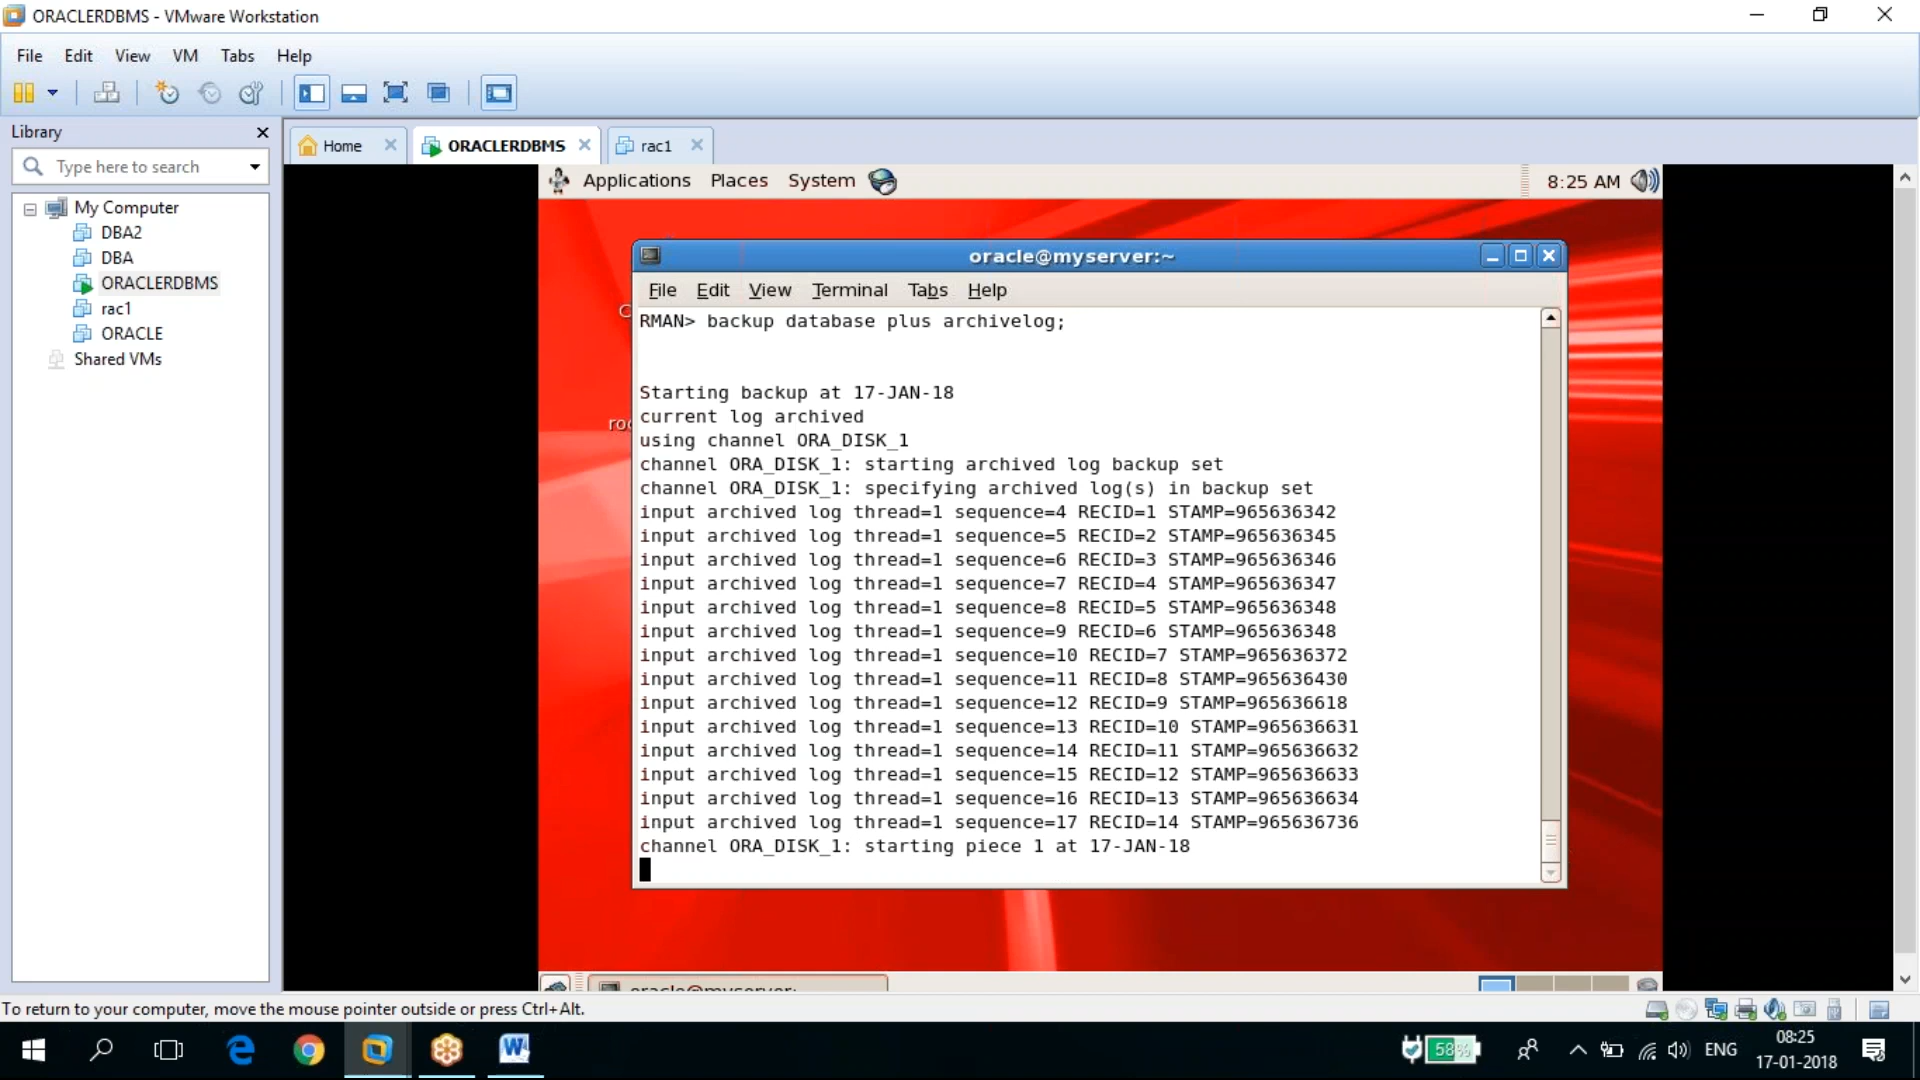 ORACLERDBMS - VMware Workstation
File Edit View VM Tabs Help
Library
Type here to search
My Computer
DBA2
DBA
ORACLERDBMS
rac1
ORACLE
Shared VMs
Home
ORACLERDBMS
rac1
Applications Places System
8:25 AM
oracle@myserver:~
File Edit View Terminal Tabs Help
RMAN> backup database plus archivelog;
Starting backup at 17-JAN-18
current log archived
using channel ORA_DISK_1
channel ORA_DISK_1: starting archived log backup set
channel ORA_DISK_1: specifying archived log(s) in backup set
input archived log thread=1 sequence=4 RECID=1 STAMP=965636342
input archived log thread=1 sequence=5 RECID=2 STAMP=965636345
input archived log thread=1 sequence=6 RECID=3 STAMP=965636346
input archived log thread=1 sequence=7 RECID=4 STAMP=965636347
input archived log thread=1 sequence=8 RECID=5 STAMP=965636348
input archived log thread=1 sequence=9 RECID=6 STAMP=965636348
input archived log thread=1 sequence=10 RECID=7 STAMP=965636372
input archived log thread=1 sequence=11 RECID=8 STAMP=965636430
input archived log thread=1 sequence=12 RECID=9 STAMP=965636618
input archived log thread=1 sequence=13 RECID=10 STAMP=965636631
input archived log thread=1 sequence=14 RECID=11 STAMP=965636632
input archived log thread=1 sequence=15 RECID=12 STAMP=965636633
input archived log thread=1 sequence=16 RECID=13 STAMP=965636634
input archived log thread=1 sequence=17 RECID=14 STAMP=965636736
channel ORA_DISK_1: starting piece 1 at 17-JAN-18
oracle@myserver:
To return to your computer, move the mouse pointer outside or press Ctrl+Alt.
58%
ENG
08:25
17-01-2018